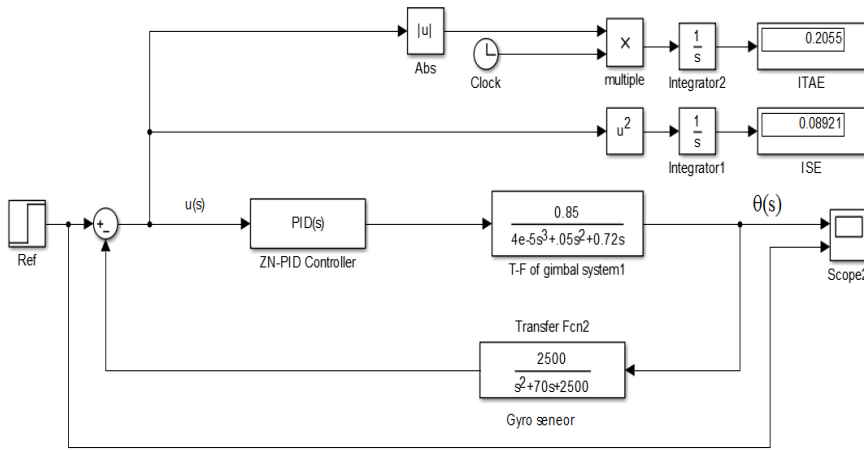 |u|
Abs
Clock
×
multiple
1
s
Integrator2
0.2055
ITAE
u²
1
s
Integrator1
0.08921
ISE
Ref
+
−
u(s)
PID(s)
ZN-PID Controller
0.85
4e-5s³+.05s²+0.72s
T-F of gimbal system1
θ(s)
Scope2
Transfer Fcn2
2500
s²+70s+2500
Gyro seneor